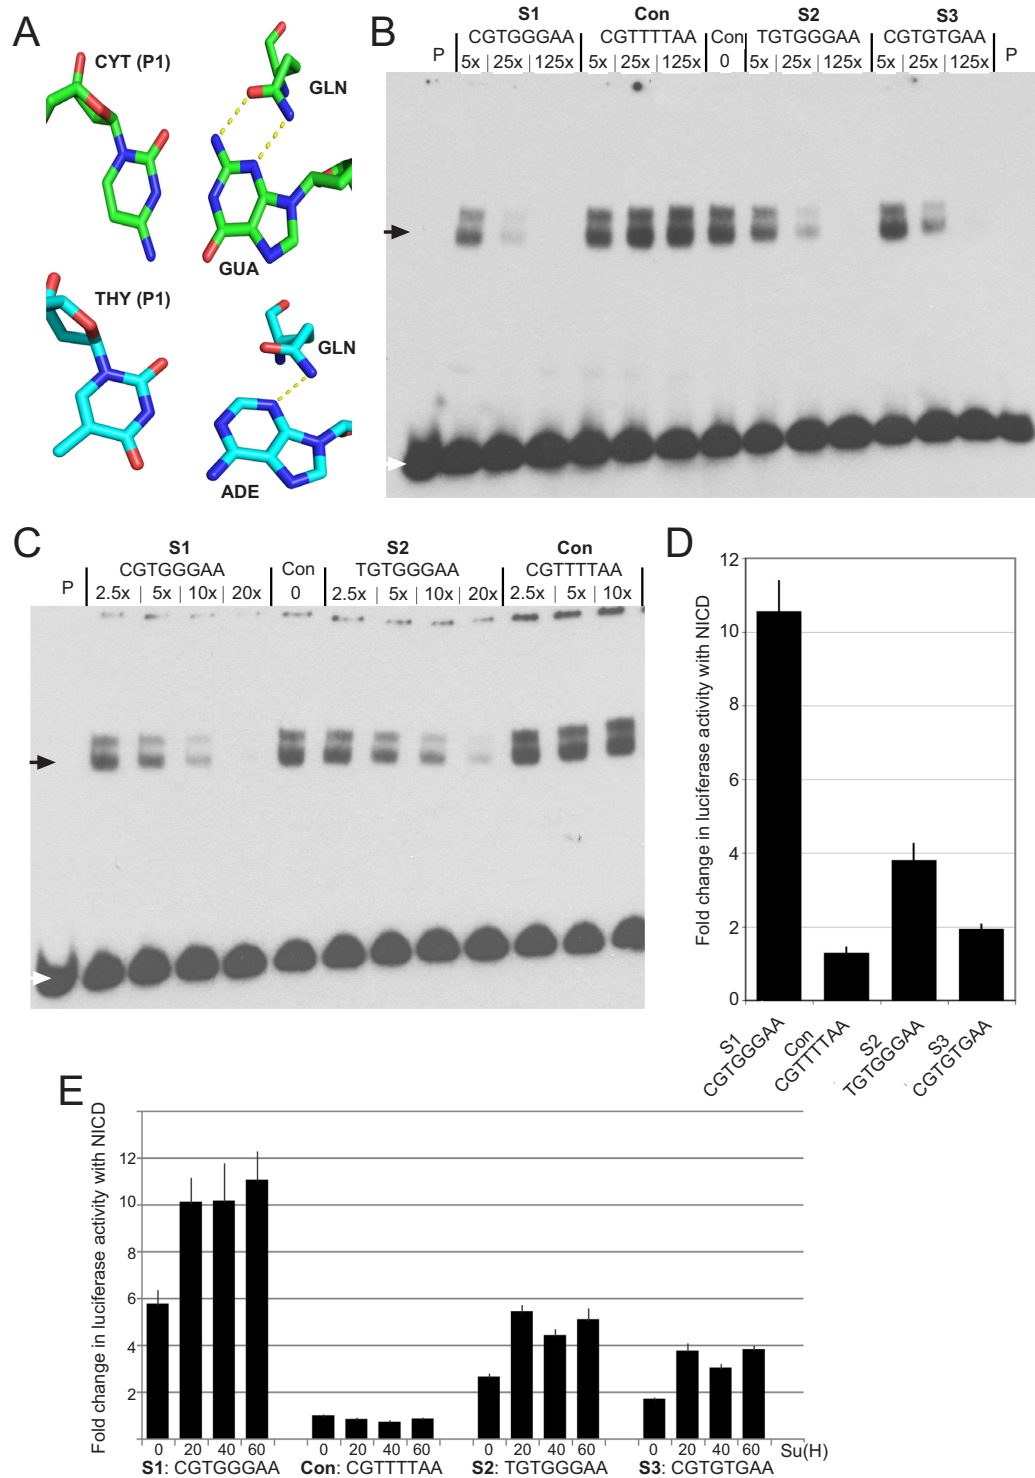 A
CYT (P1)
GLN
GUA
THY (P1)
GLN
ADE
B
S1 Con S2 S3
CGTGGGAA CGTTTTAA Con TGTGGGAA CGTGTGAA
P 5x | 25x | 125x 5x | 25x | 125x 0 5x | 25x | 125x 5x | 25x | 125x P
C
S1 S2 Con
CGTGGGAA Con TGTGGGAA CGTTTTAA
P 2.5x | 5x | 10x | 20x 0 2.5x | 5x | 10x | 20x 2.5x | 5x | 10x
D
Fold change in luciferase activity with NICD
12
10
8
6
4
2
0
S1
CGTGGGAA
Con
CGTTTTAA
S2
TGTGGGAA
S3
CGTGTGAA
E
Fold change in luciferase activity with NICD
12
10
8
6
4
2
0 20 40 60 0 20 40 60 0 20 40 60 0 20 40 60 Su(H)
S1: CGTGGGAA Con: CGTTTTAA S2: TGTGGGAA S3: CGTGTGAA